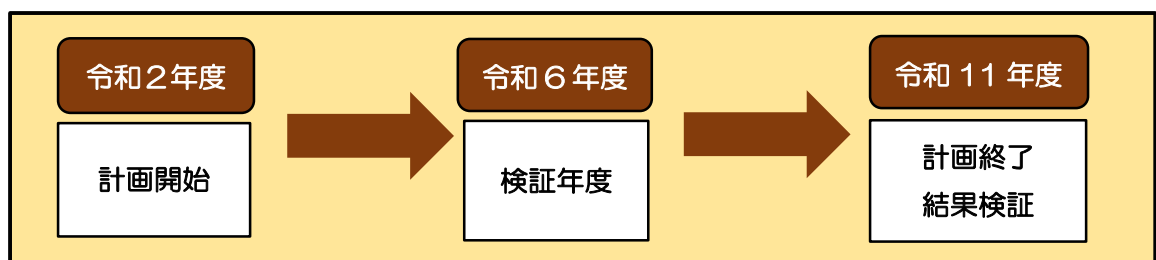 令和２年度
計画開始
令和６年度
検証年度
令和 11 年度
計画終了
結果検証